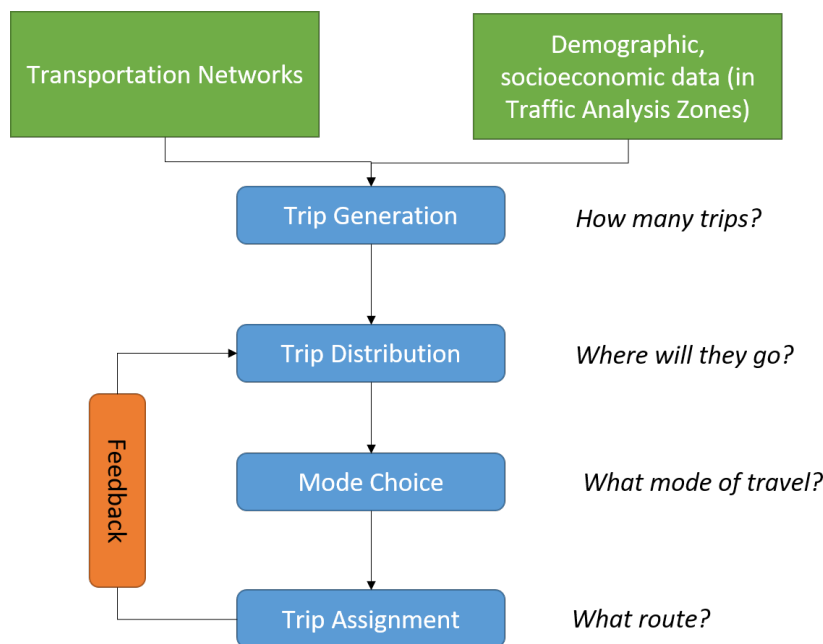 Transportation Networks
Demographic,
socioeconomic data (in
Traffic Analysis Zones)
Trip Generation
How many trips?
Trip Distribution
Where will they go?
Feedback
Mode Choice
What mode of travel?
Trip Assignment
What route?